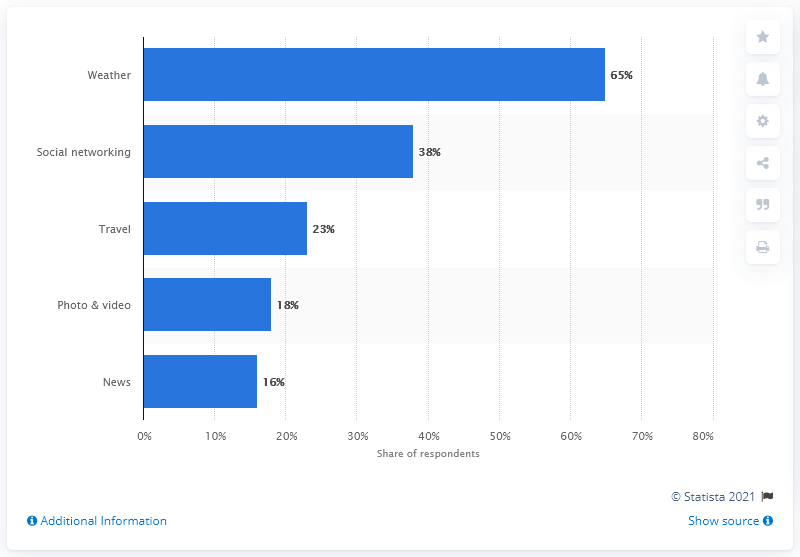 Weather 65%
Social networking 38%
Travel 23%
Photo & video 18%
News 16%
0% 10% 20% 30% 40% 50% 60% 70% 80%
Share of respondents
© Statista 2021
Additional Information Show source